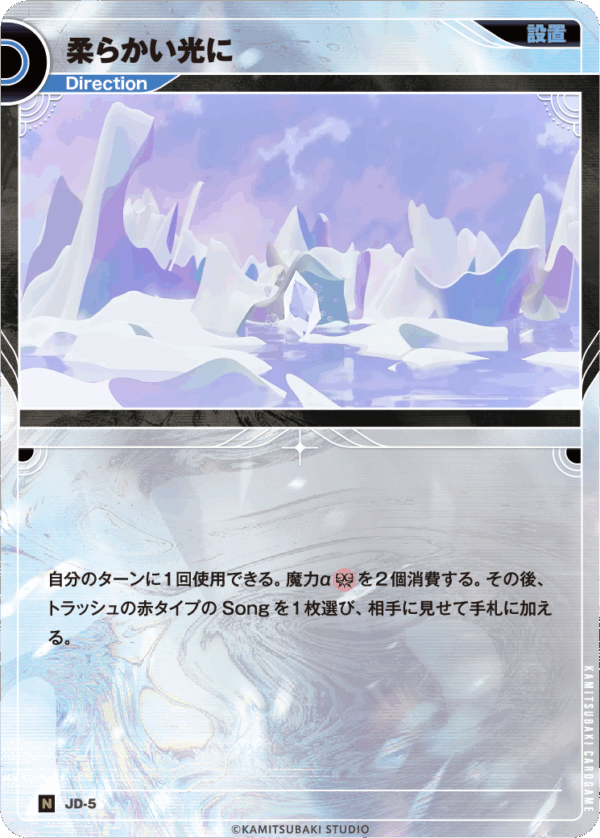 柔らかい光に
設置
Direction
自分のターンに1回使用できる。魔力αを2個消費する。その後、
トラッシュの赤タイプの Song を1枚選び、相手に見せて手札に加え
る。
KAMITSUBAKI CARDGAME
N JD-5
©KAMITSUBAKI STUDIO